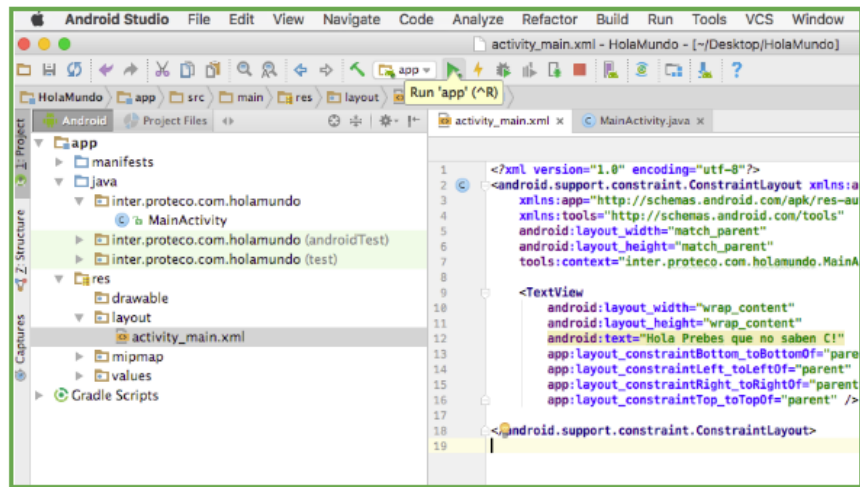 Android Studio File Edit View Navigate Code Analyze Refactor Build Run Tools VCS Window
activity_main.xml - HolaMundo - [~/Desktop/HolaMundo]
app
HolaMundo app src main res layout
Run 'app' (^R)
1: Project
Android Project Files
activity_main.xml MainActivity.java
app
manifests
java
inter.proteco.com.holamundo
MainActivity
inter.proteco.com.holamundo (androidTest)
inter.proteco.com.holamundo (test)
res
drawable
layout
activity_main.xml
mipmap
values
Gradle Scripts
Z: Structure
Captures
1 <?xml version="1.0" encoding="utf-8"?>
2 <android.support.constraint.ConstraintLayout xmlns:a
3 xmlns:app="http://schemas.android.com/apk/res-au
4 xmlns:tools="http://schemas.android.com/tools"
5 android:layout_width="match_parent"
6 android:layout_height="match_parent"
7 tools:context="inter.proteco.com.holamundo.MainA
8
9 <TextView
10 android:layout_width="wrap_content"
11 android:layout_height="wrap_content"
12 android:text="Hola Prebes que no saben C!"
13 app:layout_constraintBottom_toBottomOf="pare
14 app:layout_constraintLeft_toLeftOf="parent"
15 app:layout_constraintRight_toRightOf="parent
16 app:layout_constraintTop_toTopOf="parent" />
17
18 </android.support.constraint.ConstraintLayout>
19